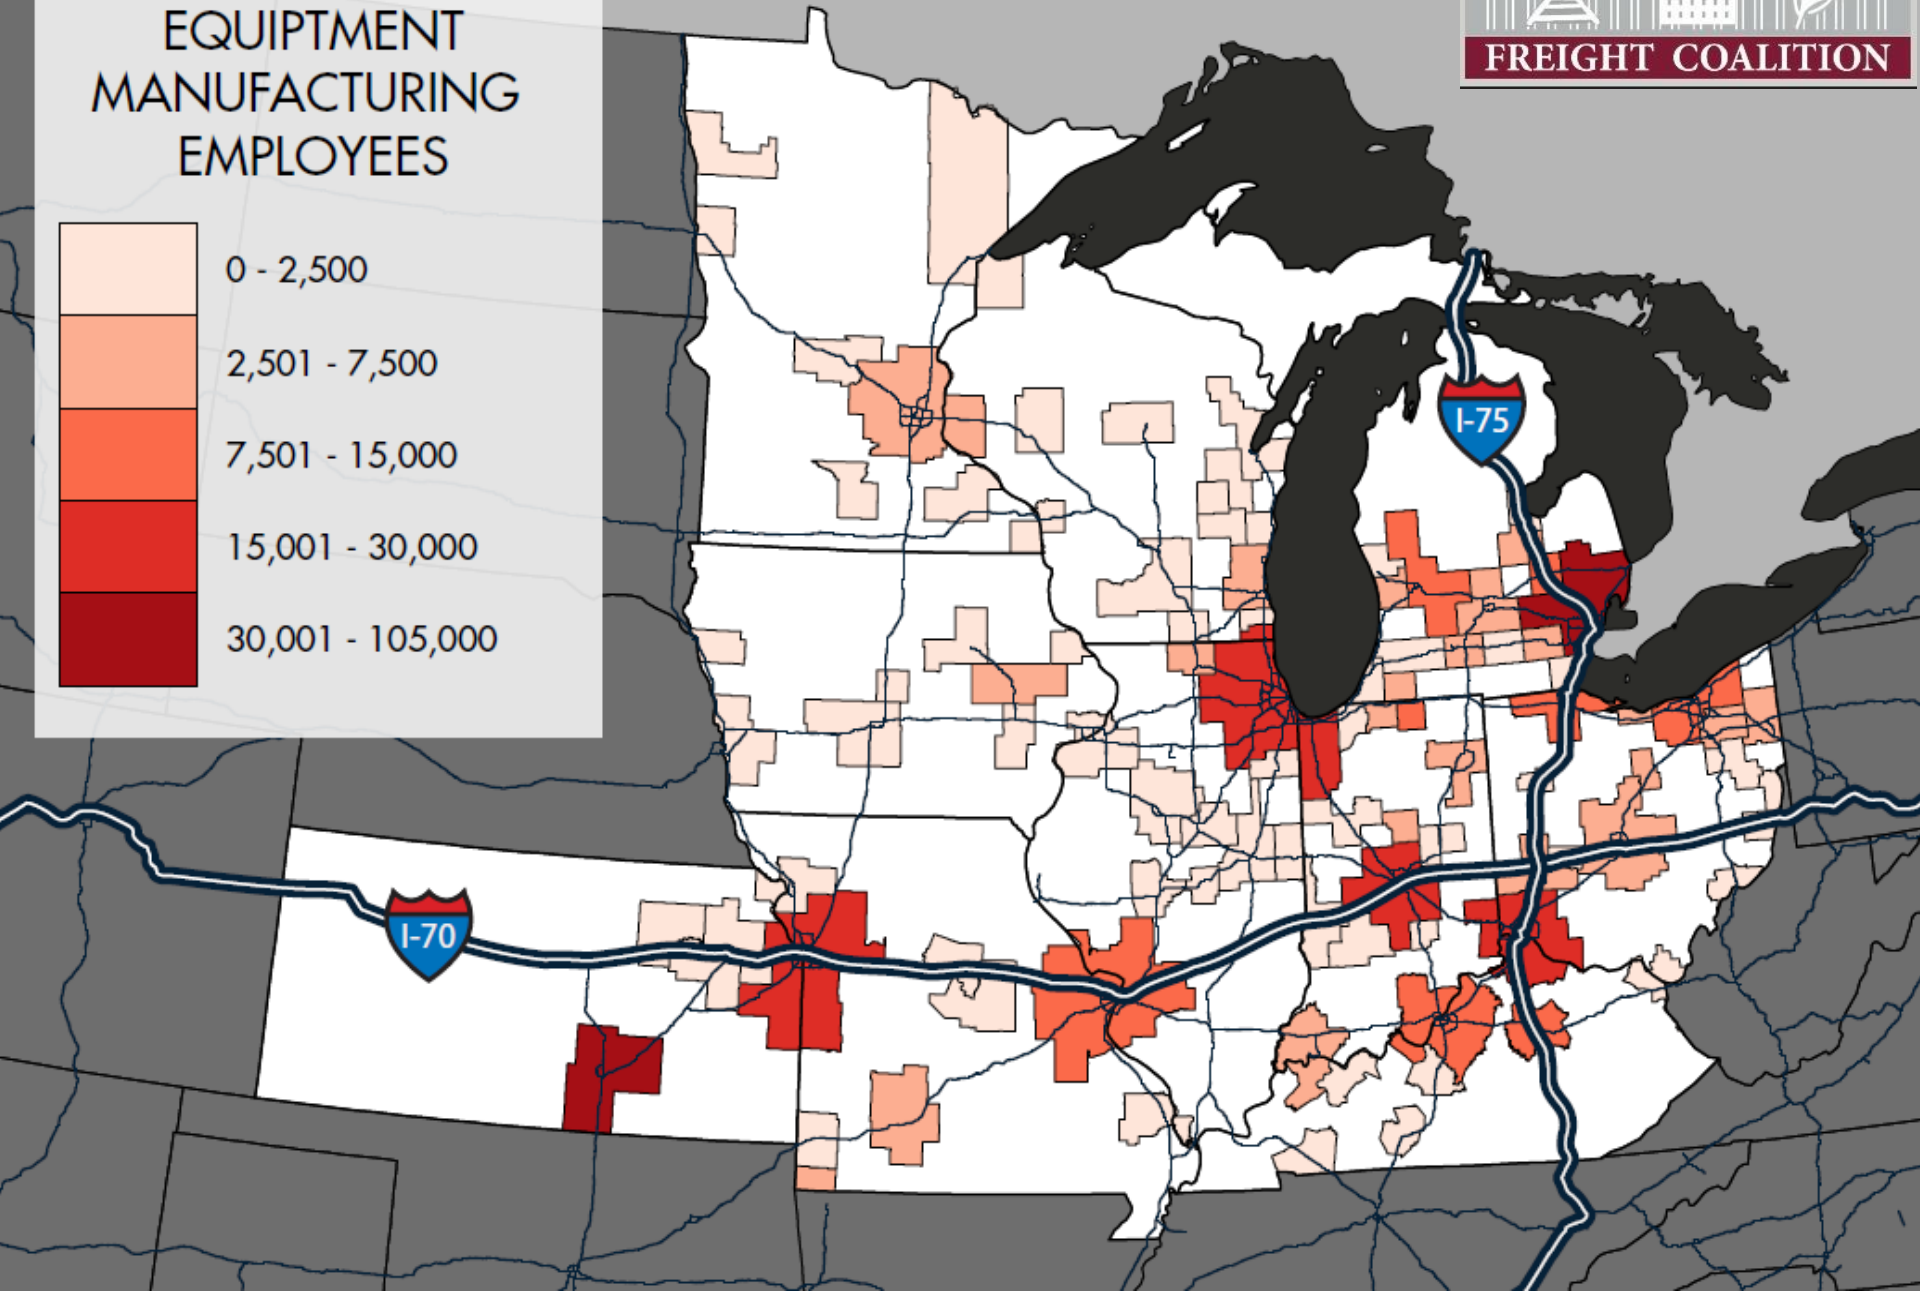 EQUIPTMENT
MANUFACTURING
EMPLOYEES
0 - 2,500
2,501 - 7,500
7,501 - 15,000
15,001 - 30,000
30,001 - 105,000
FREIGHT COALITION
I-75
I-70